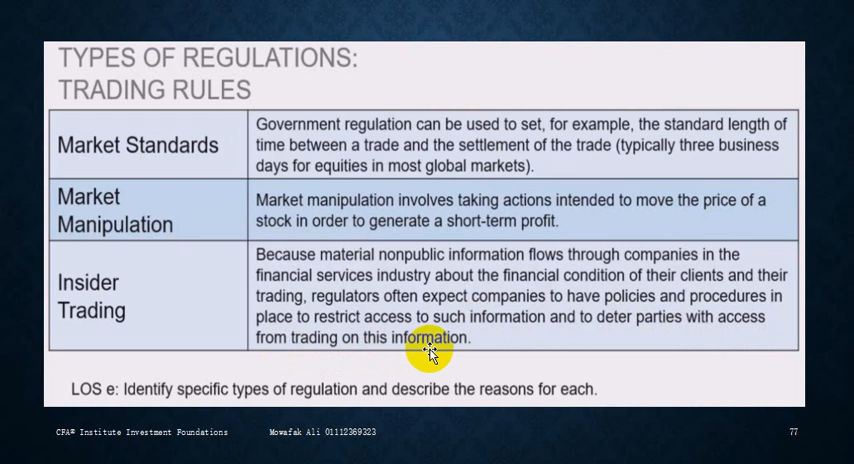 TYPES OF REGULATIONS:
TRADING RULES
Market Standards
Government regulation can be used to set, for example, the standard length of
time between a trade and the settlement of the trade (typically three business
days for equities in most global markets).
Market
Manipulation
Market manipulation involves taking actions intended to move the price of a
stock in order to generate a short-term profit.
Insider
Trading
Because material nonpublic information flows through companies in the
financial services industry about the financial condition of their clients and their
trading, regulators often expect companies to have policies and procedures in
place to restrict access to such information and to deter parties with access
from trading on this information.
LOS e: Identify specific types of regulation and describe the reasons for each.
CFA® Institute Investment Foundations
Mowafak Ali 01112369323
77